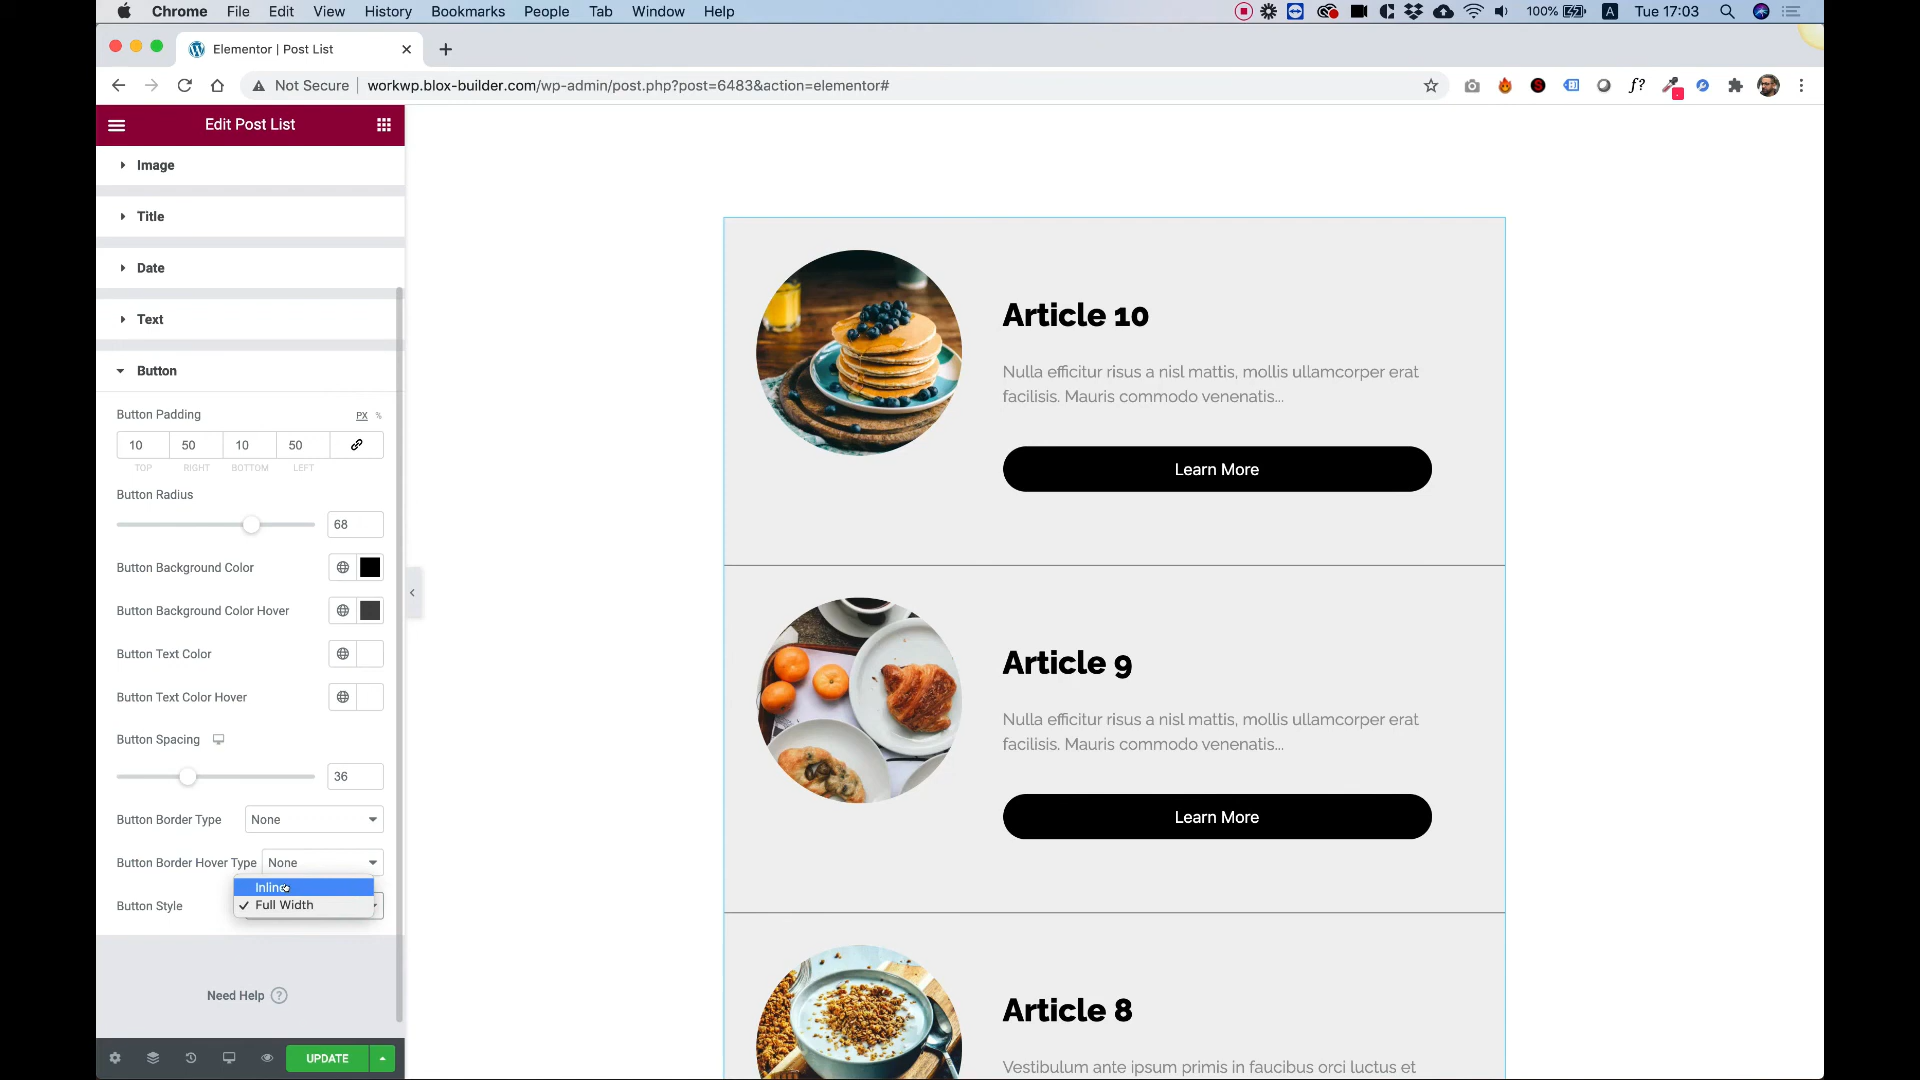 Chrome File Edit View History Bookmarks People Tab Window Help
100% A Tue 17:03
Elementor | Post List
Not Secure workwp.blox-builder.com/wp-admin/post.php?post=6483&action=elementor#
f?
Edit Post List
Image
Title
Date
Text
Button
Button Padding PX %
10 50 10 50
TOP RIGHT BOTTOM LEFT
Button Radius
68
Button Background Color
Button Background Color Hover
Button Text Color
Button Text Color Hover
Button Spacing
36
Button Border Type None
Button Border Hover Type None
Inline
Button Style ✓ Full Width
Need Help ?
UPDATE
Article 10
Nulla efficitur risus a nisl mattis, mollis ullamcorper erat
facilisis. Mauris commodo venenatis...
Learn More
Article 9
Nulla efficitur risus a nisl mattis, mollis ullamcorper erat
facilisis. Mauris commodo venenatis...
Learn More
Article 8
Vestibulum ante ipsum primis in faucibus orci luctus et